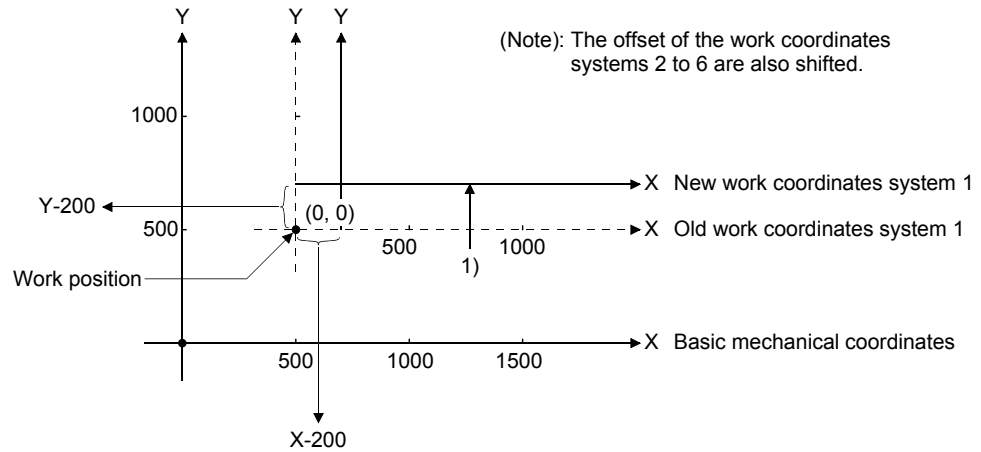 Y Y Y
(Note): The offset of the work coordinates
systems 2 to 6 are also shifted.
1000
X New work coordinates system 1
Y-200
(0, 0)
500
X Old work coordinates system 1
500 1000
1)
Work position
X Basic mechanical coordinates
500 1000 1500
X-200